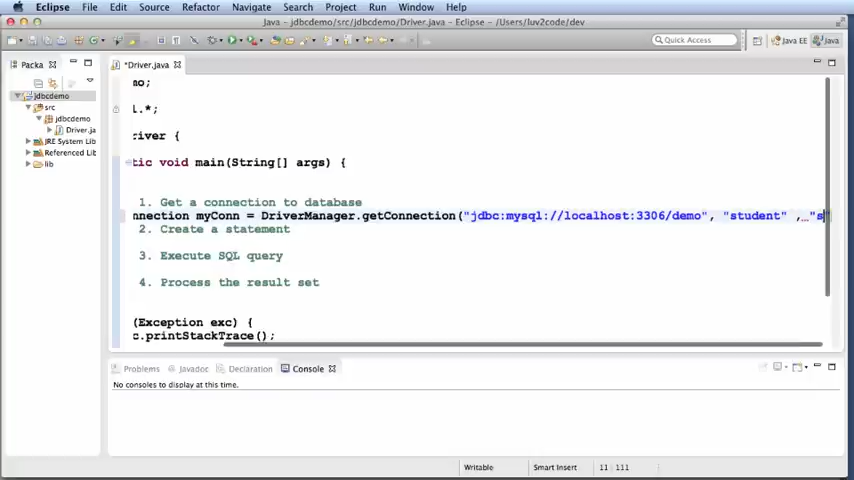 Eclipse File Edit Source Refactor Navigate Search Project Run Window Help
Java - jdbcdemo/src/jdbcdemo/Driver.java - Eclipse - /Users/luv2code/dev
Quick Access Java EE Java
Packa
*Driver.java
jdbcdemo
src
jdbcdemo
Driver.ja
JRE System Lib
Referenced Lib
lib
mo;
l.*;
river {
tic void main(String[] args) {
1. Get a connection to database
nnection myConn = DriverManager.getConnection("jdbc:mysql://localhost:3306/demo", "student" , "s"
2. Create a statement
3. Execute SQL query
4. Process the result set
(Exception exc) {
c.printStackTrace();
Problems Javadoc Declaration Console
No consoles to display at this time.
Writable Smart Insert 11 : 111